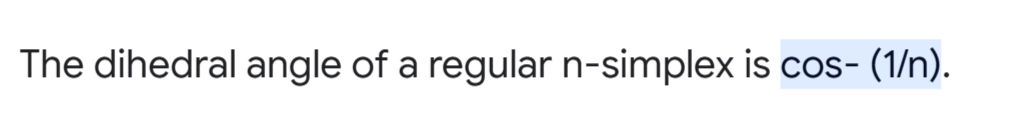 The dihedral angle of a regular n-simplex is cos- (1/n).